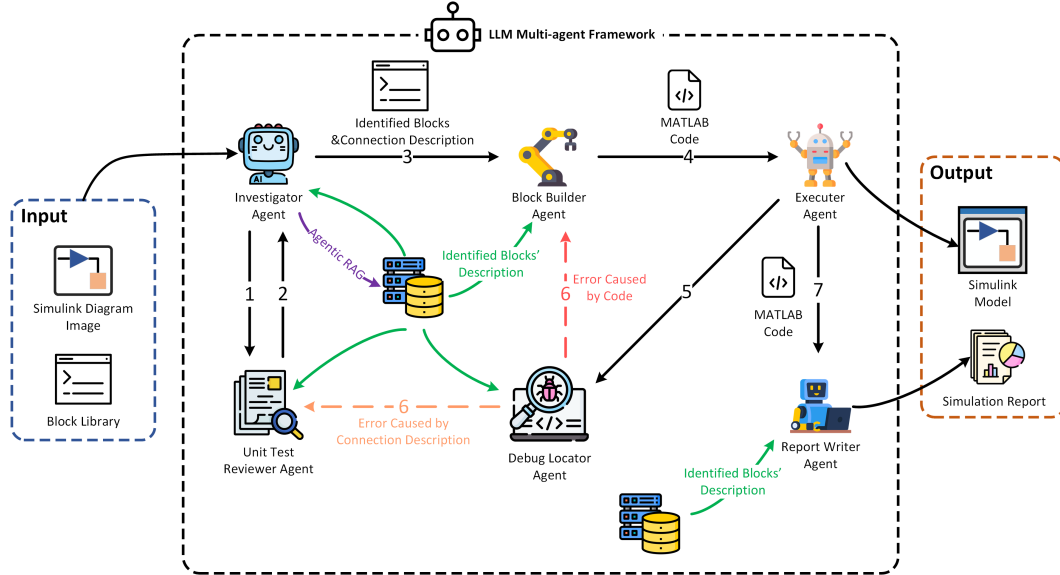 LLM Multi-agent Framework
Input
Simulink Diagram
Image
Block Library
AI
Investigator
Agent
Identified Blocks
&Connection Description
3
Block Builder
Agent
MATLAB
Code
4
Executer
Agent
Output
Simulink
Model
Simulation Report
Agentic RAG
Identified Blocks'
Description
1
2
6
Error Caused
by Code
5
MATLAB
Code
7
Unit Test
Reviewer Agent
6
Error Caused by
Connection Description
Debug Locator
Agent
Report Writer
Agent
Identified Blocks'
Description